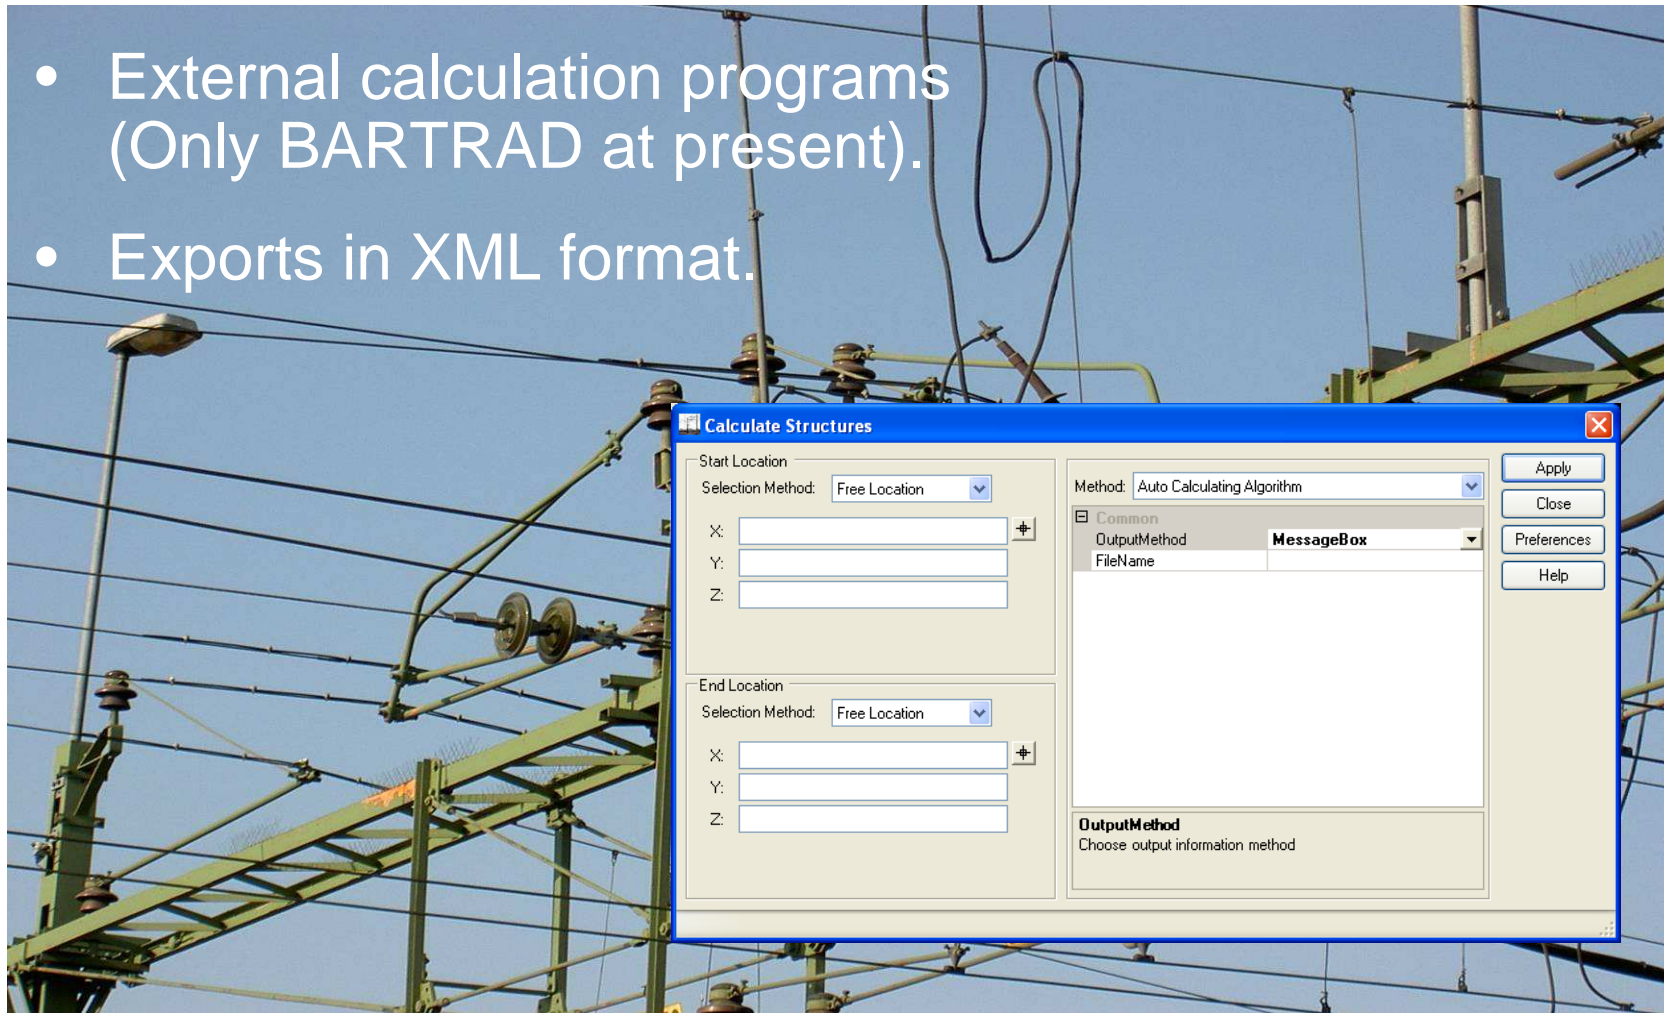 • External calculation programs
(Only BARTRAD at present).
• Exports in XML format.
Calculate Structures
Start Location
Selection Method: Free Location
X:
Y:
Z:
End Location
Selection Method: Free Location
X:
Y:
Z:
Method: Auto Calculating Algorithm
Common
OutputMethod MessageBox
FileName
OutputMethod
Choose output information method
Apply
Close
Preferences
Help